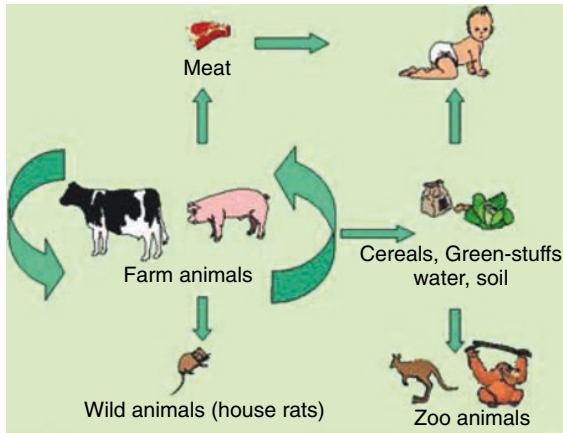 Meat
Farm animals
Cereals, Green-stuffs
water, soil
Wild animals (house rats)
Zoo animals